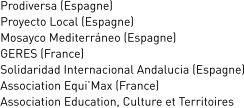 Prodiversa (Espagne)
Proyecto Local (Espagne)
Mosayco Mediterráneo (Espagne)
GERES (France)
Solidaridad Internacional Andalucia (Espagne)
Association Equi'Max (France)
Association Education, Culture et Territoires